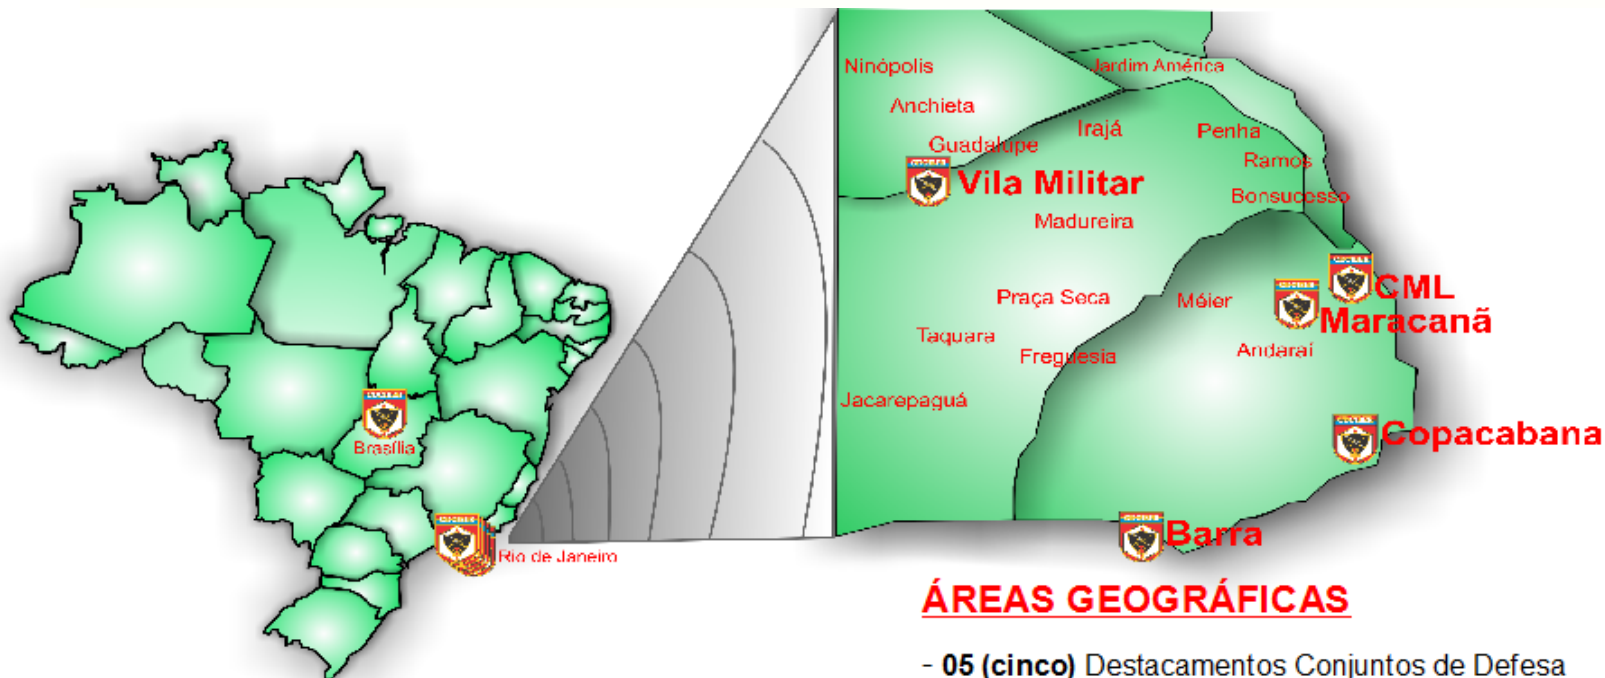 Ninópolis
Jardim América
Anchieta
Irajá
Penha
Guadalupe
Ramos
Vila Militar
Bonsucesso
Madureira
CML
Praça Seca
Méier
Maracanã
Taquara
Freguesia
Andaraí
Jacarepaguá
Copacabana
Brasília
Barra
Rio de Janeiro
ÁREAS GEOGRÁFICAS
- 05 (cinco) Destacamentos Conjuntos de Defesa